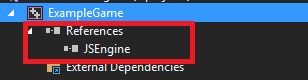 ExampleGame
References
JSEngine
External Dependencies